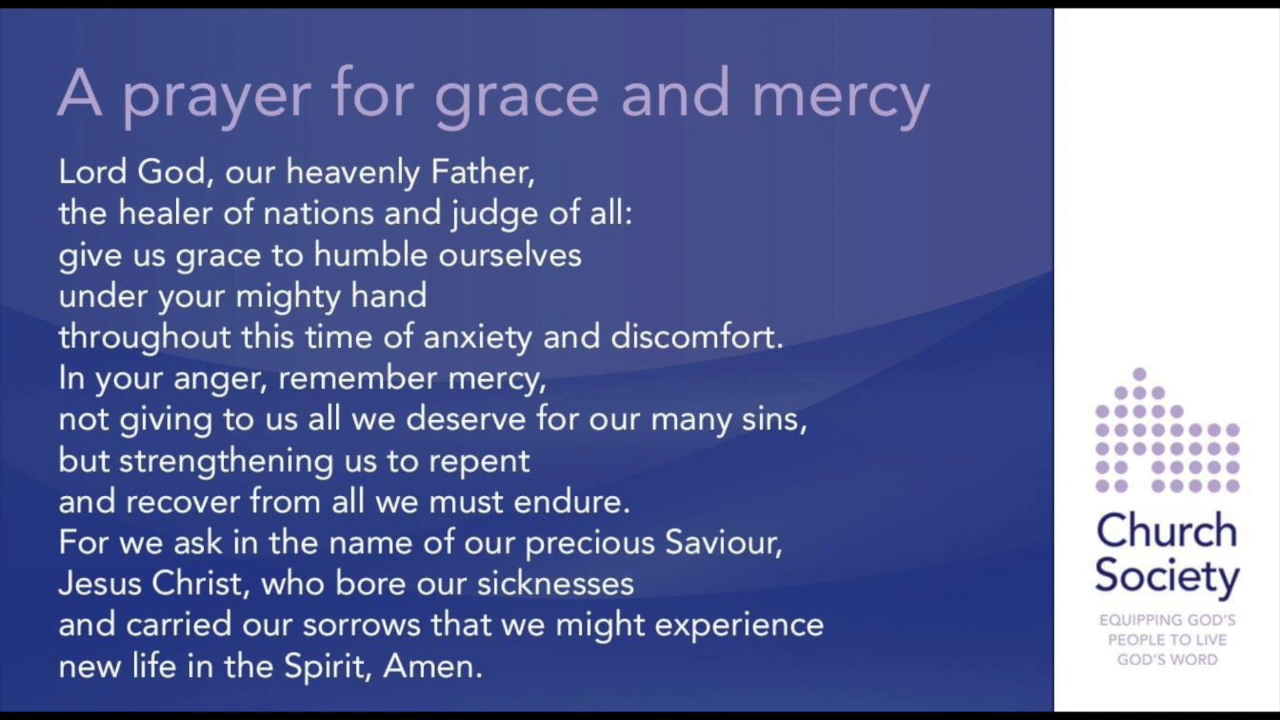 A prayer for grace and mercy
Lord God, our heavenly Father,
the healer of nations and judge of all:
give us grace to humble ourselves
under your mighty hand
throughout this time of anxiety and discomfort.
In your anger, remember mercy,
not giving to us all we deserve for our many sins,
but strengthening us to repent
and recover from all we must endure.
For we ask in the name of our precious Saviour,
Jesus Christ, who bore our sicknesses
and carried our sorrows that we might experience
new life in the Spirit, Amen.
Church
Society
EQUIPPING GOD'S
PEOPLE TO LIVE
GOD'S WORD